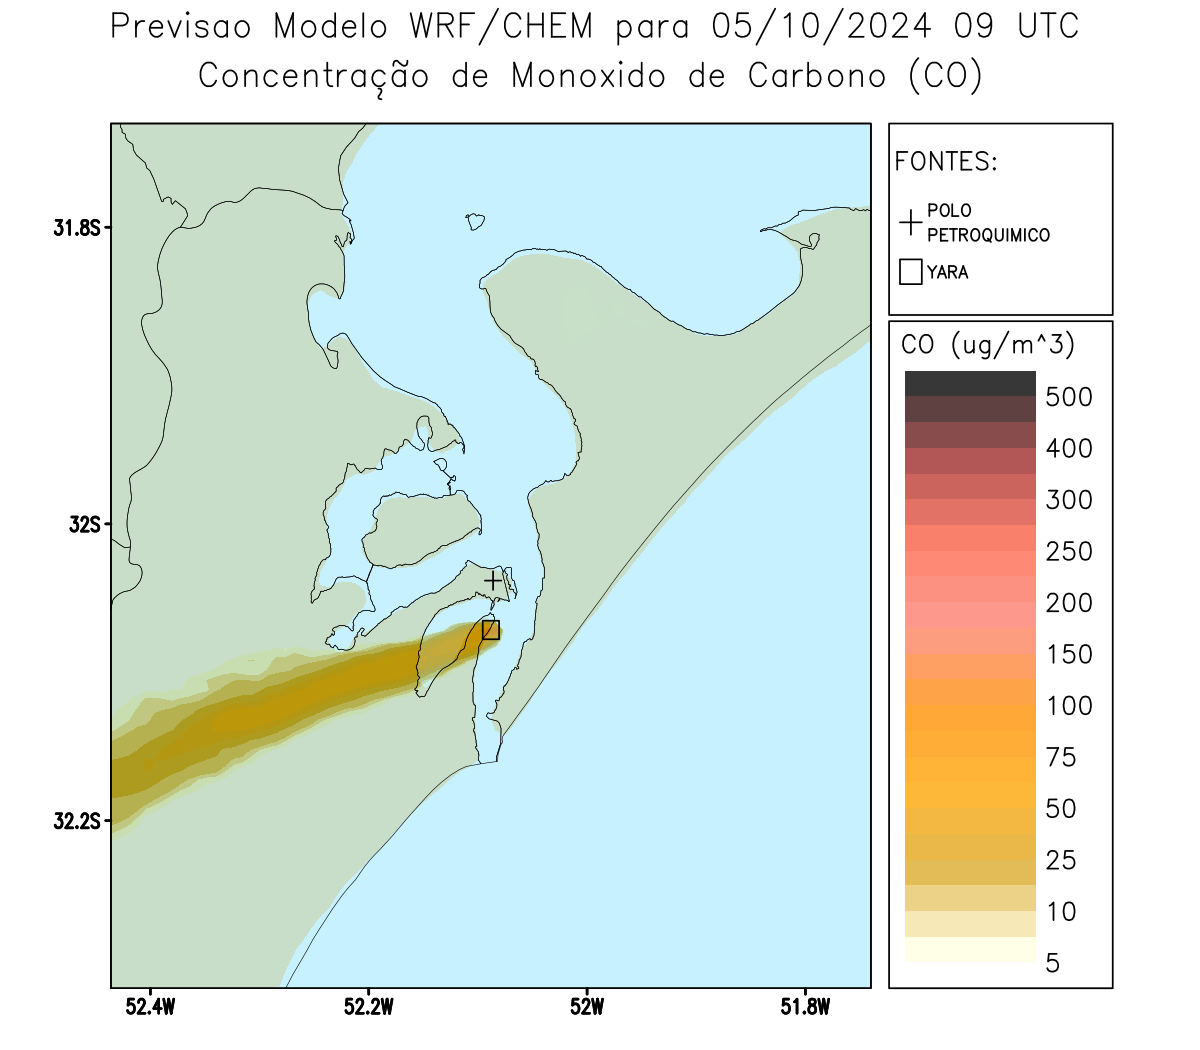 Previsao Modelo WRF/CHEM para 05/10/2024 09 UTC
Concentração de Monoxido de Carbono (CO)
FONTES:
POLO
PETROQUIMICO
YARA
CO (ug/m^3)
500
400
300
250
200
150
100
75
50
25
10
5
31.8S
32S
32.2S
52.4W
52.2W
52W
51.8W